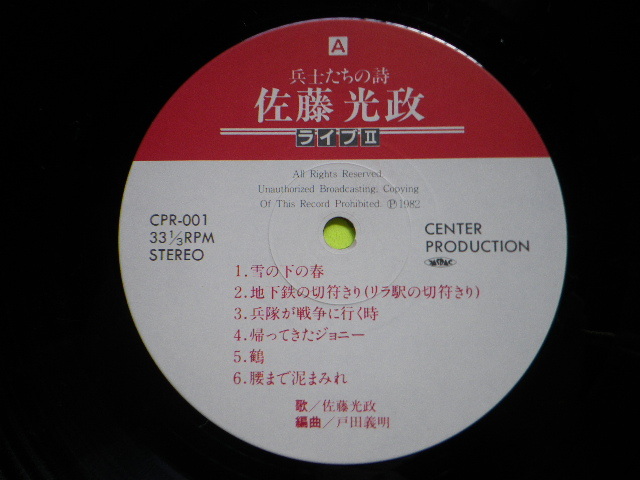 A
兵士たちの詩
佐藤 光政
ライブII
All Rights Reserved
Unauthorized Broadcasting, Copying
Of This Record Prohibited. Ⓟ1982
CPR-001
33⅓RPM
STEREO
CENTER
PRODUCTION
1.雪の下の春
2.地下鉄の切符きり(リラ駅の切符きり)
3.兵隊が戦争に行く時
4.帰ってきたジョニー
5.鶴
6.腰まで泥まみれ
歌/佐藤光政
編曲/戸田義明